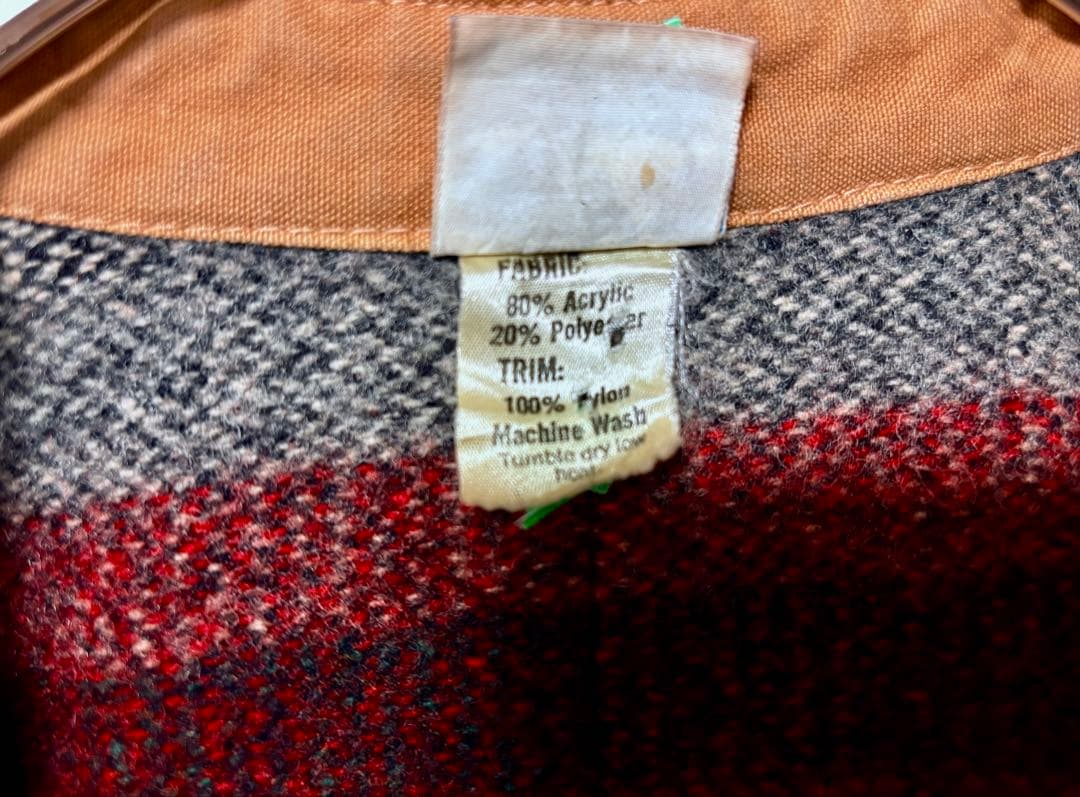 FABRIC:
80% Acrylic
20% Polyester
TRIM:
100% Nylon
Machine Wash
Tumble dry low
heat